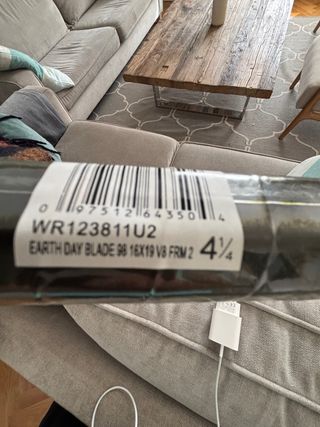 0 97512 64350 4
WR123811U2
EARTH DAY BLADE 98 16X19 V8 FRM 2 4 1/4